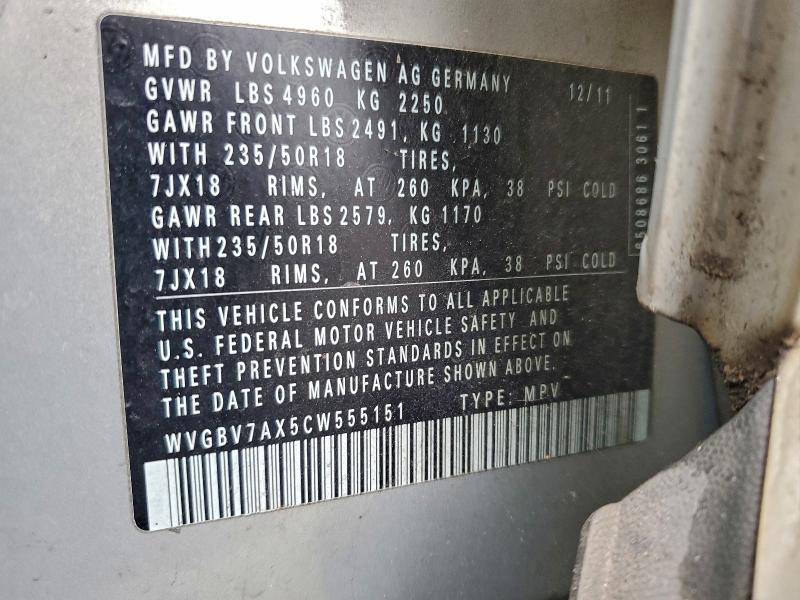 MFD BY VOLKSWAGEN AG GERMANY 12/11
GVWR LBS 4960 KG 2250
GAWR FRONT LBS 2491, KG 1130
WITH 235/50R18 TIRES,
7JX18 RIMS, AT 260 KPA, 38 PSI COLD
GAWR REAR LBS 2579, KG 1170
WITH 235/50R18 TIRES,
7JX18 RIMS, AT 260 KPA, 38 PSI COLD
THIS VEHICLE CONFORMS TO ALL APPLICABLE
U.S. FEDERAL MOTOR VEHICLE SAFETY AND
THEFT PREVENTION STANDARDS IN EFFECT ON
THE DATE OF MANUFACTURE SHOWN ABOVE.
WVGBV7AX5CW555151 TYPE: MPV